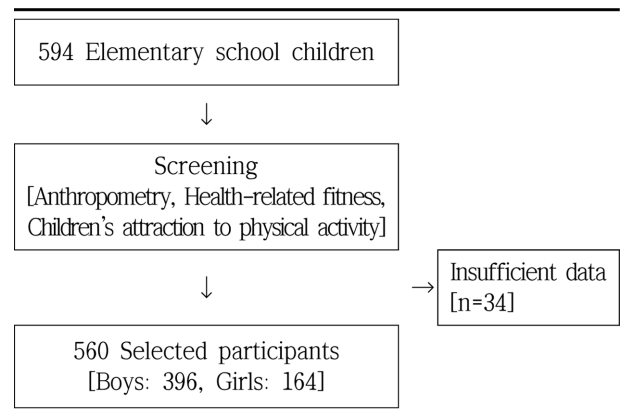 594 Elementary school children
↓
Screening
[Anthropometry, Health-related fitness,
Children's attraction to physical activity]
↓
→
Insufficient data
[n=34]
560 Selected participants
[Boys: 396, Girls: 164]